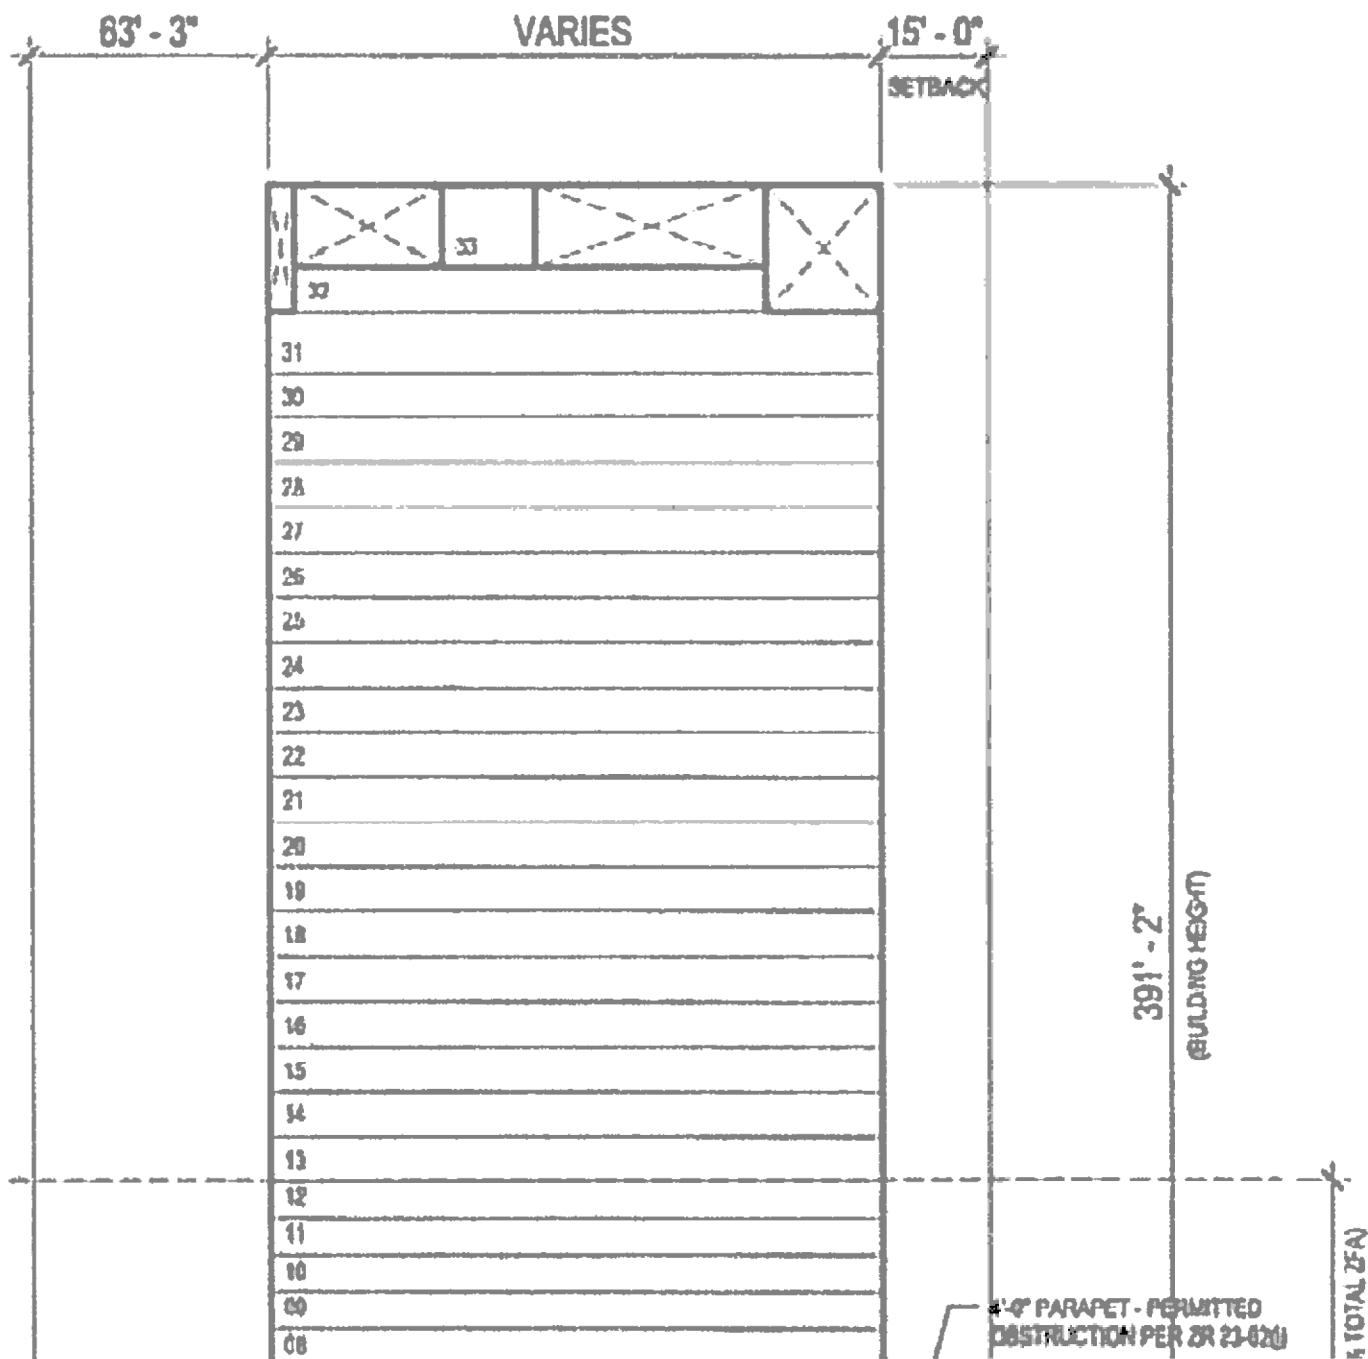 63' - 3"
VARIES
15' - 0"
SETBACK
33
32
31
30
29
28
27
26
25
24
23
22
21
20
19
18
17
16
15
14
13
12
11
10
09
08
391' - 2"
(BUILDING HEIGHT)
PARAPET - PERMITTED
OBSTRUCTION PER ZR
TOTAL ZFA)